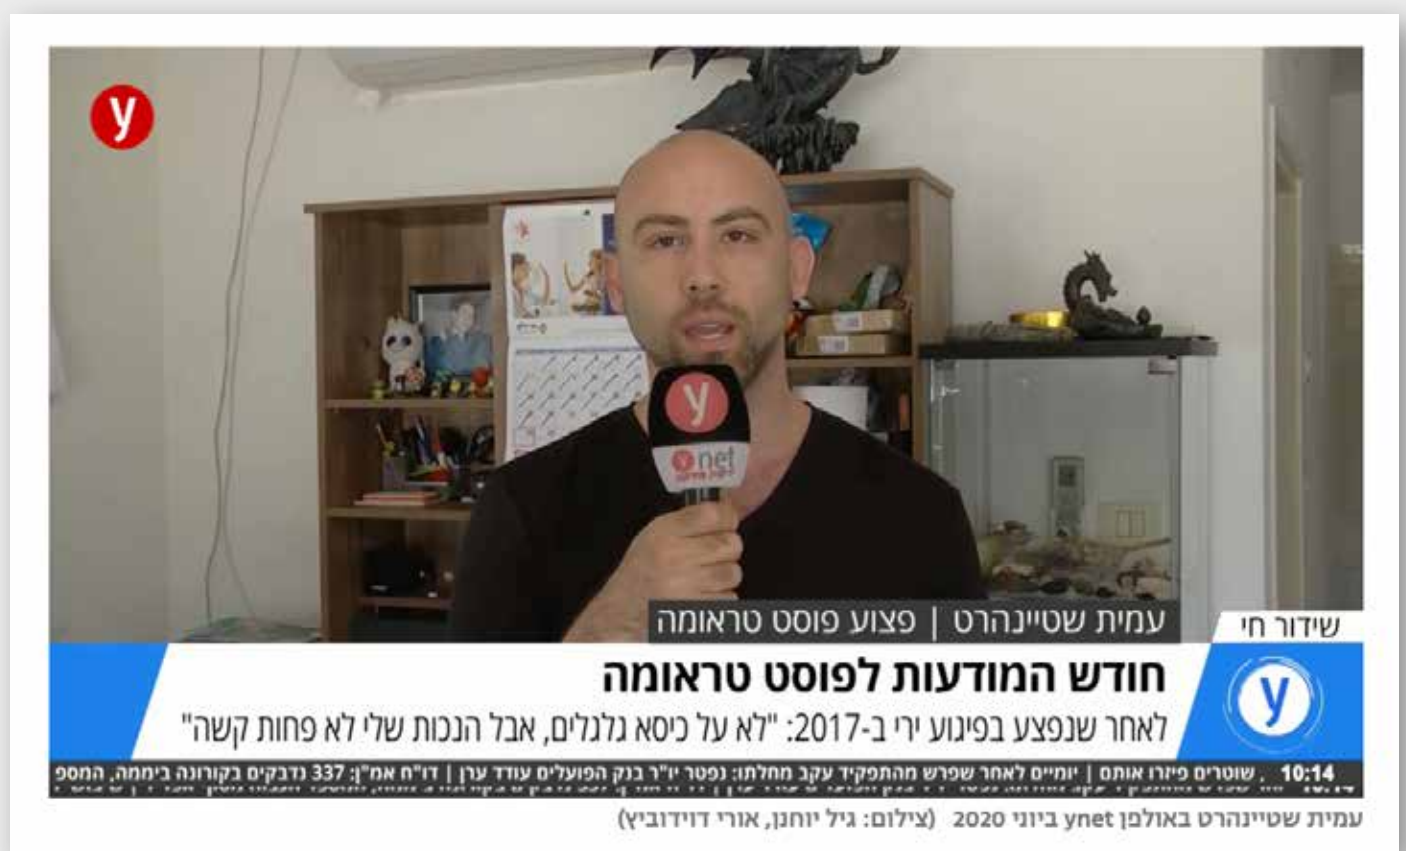 y
y
ynet
עמית שטיינהרט | פצוע פוסט טראומה
שידור חי
חודש המודעות לפוסט טראומה
לאחר שנפצע בפיגוע ירי ב-2017: "לא על כיסא גלגלים, אבל הנכות שלי לא פחות קשה"
y
10:14 . שוטרים פיזרו אותם | יומיים לאחר שפרש מהתפקיד עקב מחלתו: נפטר יו"ר בנק הפועלים עודד ערן | דו"ח אמ"ן: 337 נדבקים בקורונה ביממה, המספ
עמית שטיינהרט באולפן ynet ביוני 2020 (צילום: גיל יוחנן, אורי דוידוביץ)